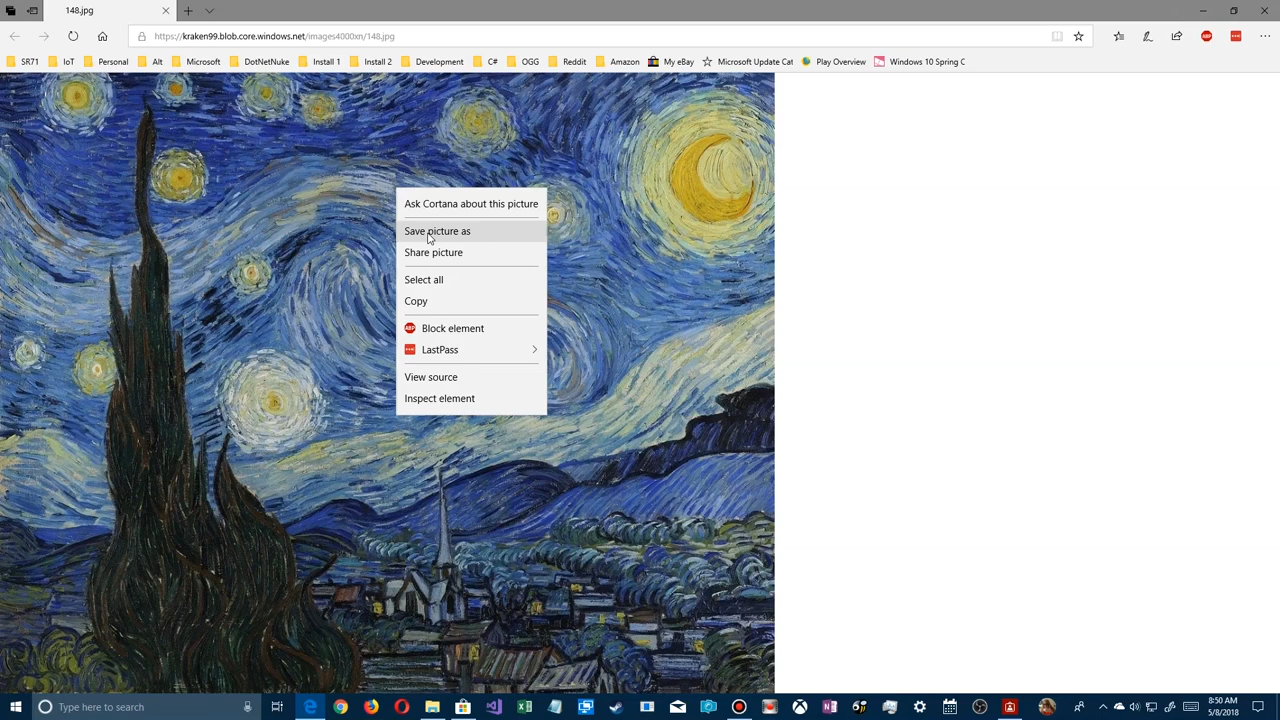 148.jpg
https://kraken99.blob.core.windows.net/images4000xn/148.jpg
ABP
SR71 IoT Personal Alt Microsoft DotNetNuke Install 1 Install 2 Development C# OGG Reddit Amazon My eBay Microsoft Update Cat Play Overview Windows 10 Spring C
Ask Cortana about this picture
Save picture as
Share picture
Select all
Copy
ABP Block element
LastPass
View source
Inspect element
Type here to search
8:50 AM
5/8/2018